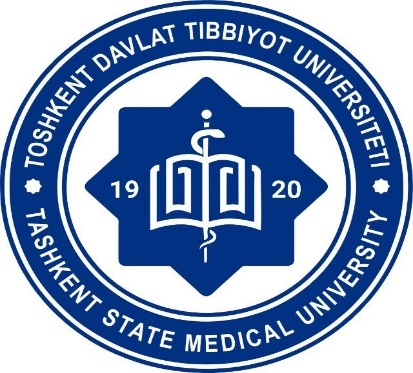 TOSHKENT DAVLAT TIBBIYOT UNIVERSITETI
19 20
TASHKENT STATE MEDICAL UNIVERSITY